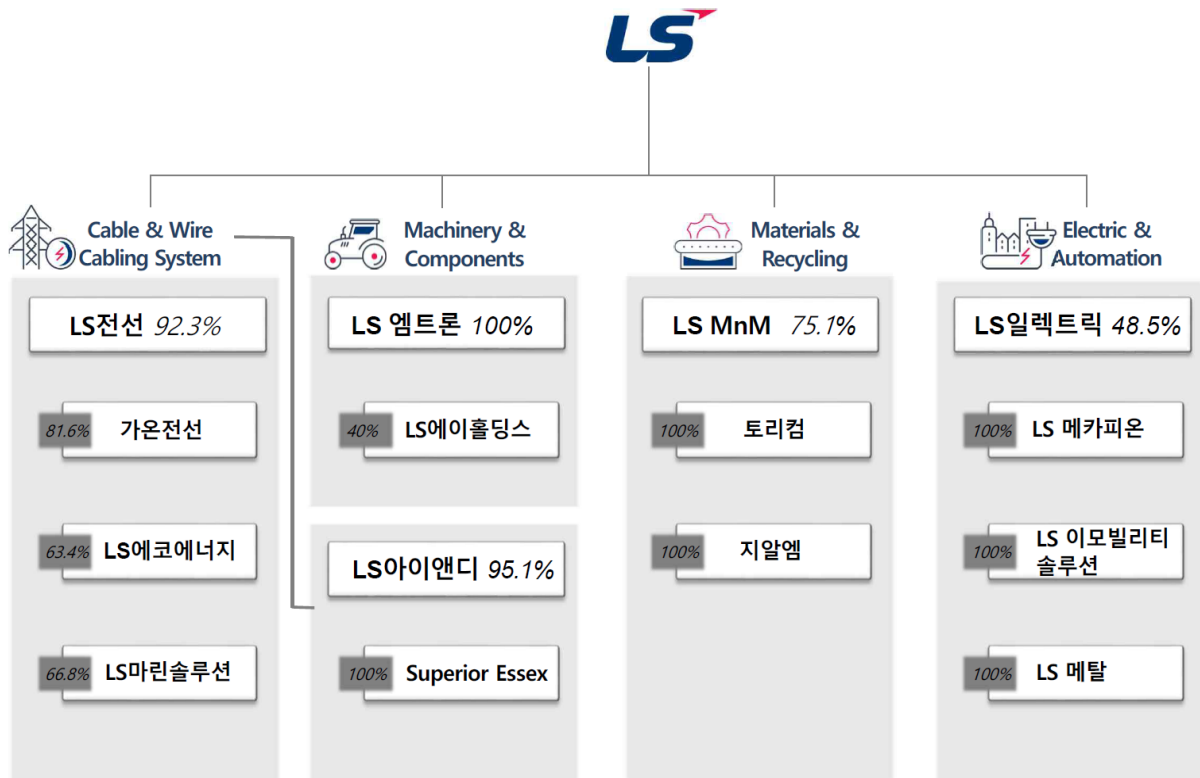 LS
Cable & Wire
Cabling System
LS전선 92.3%
81.6% 가온전선
63.4% LS에코에너지
66.8% LS마린솔루션
Machinery &
Components
LS 엠트론 100%
40% LS에이홀딩스
LS아이앤디 95.1%
100% Superior Essex
Materials &
Recycling
LS MnM 75.1%
100% 토리컴
100% 지알엠
Electric &
Automation
LS일렉트릭 48.5%
100% LS 메카피온
100% LS 이모빌리티
솔루션
100% LS 메탈